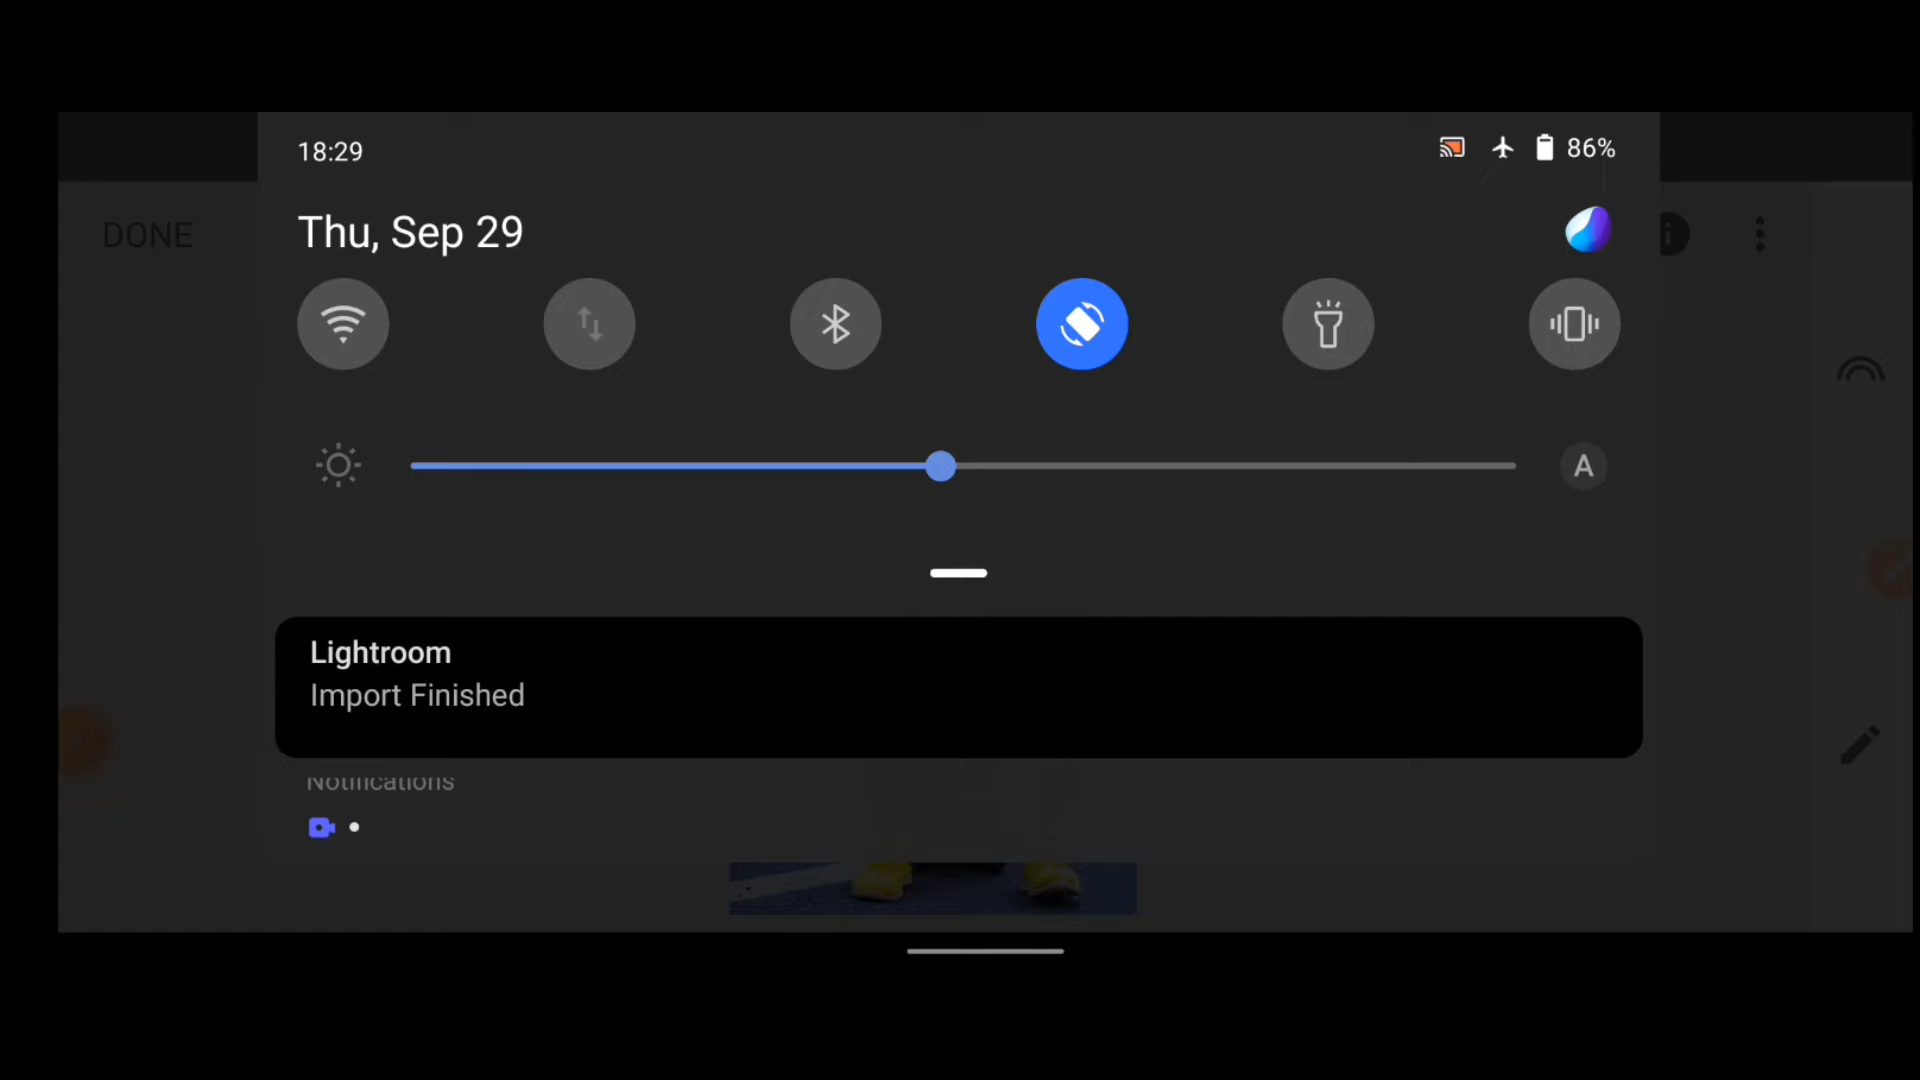 18:29
86%
DONE
Thu, Sep 29
A
Lightroom
Import Finished
Notifications